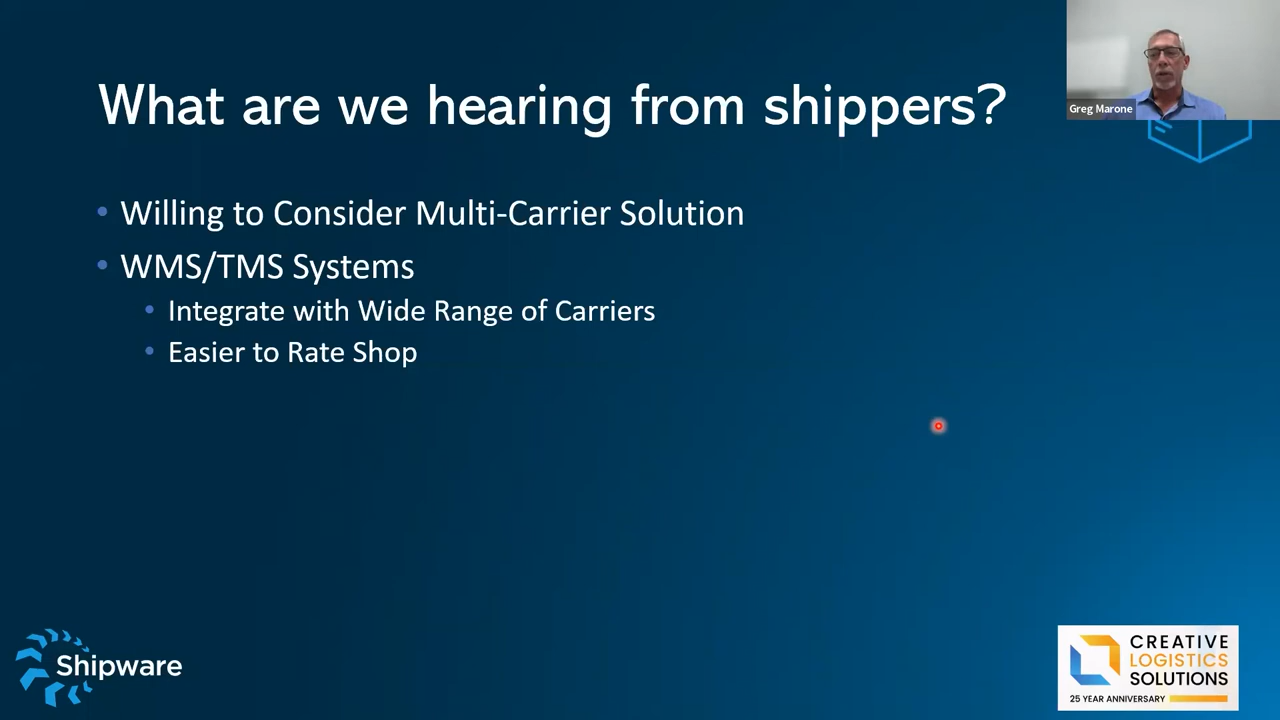 What are we hearing from shippers?
Greg Marone
• Willing to Consider Multi-Carrier Solution
• WMS/TMS Systems
• Integrate with Wide Range of Carriers
• Easier to Rate Shop
Shipware
CREATIVE
LOGISTICS
SOLUTIONS
25 YEAR ANNIVERSARY